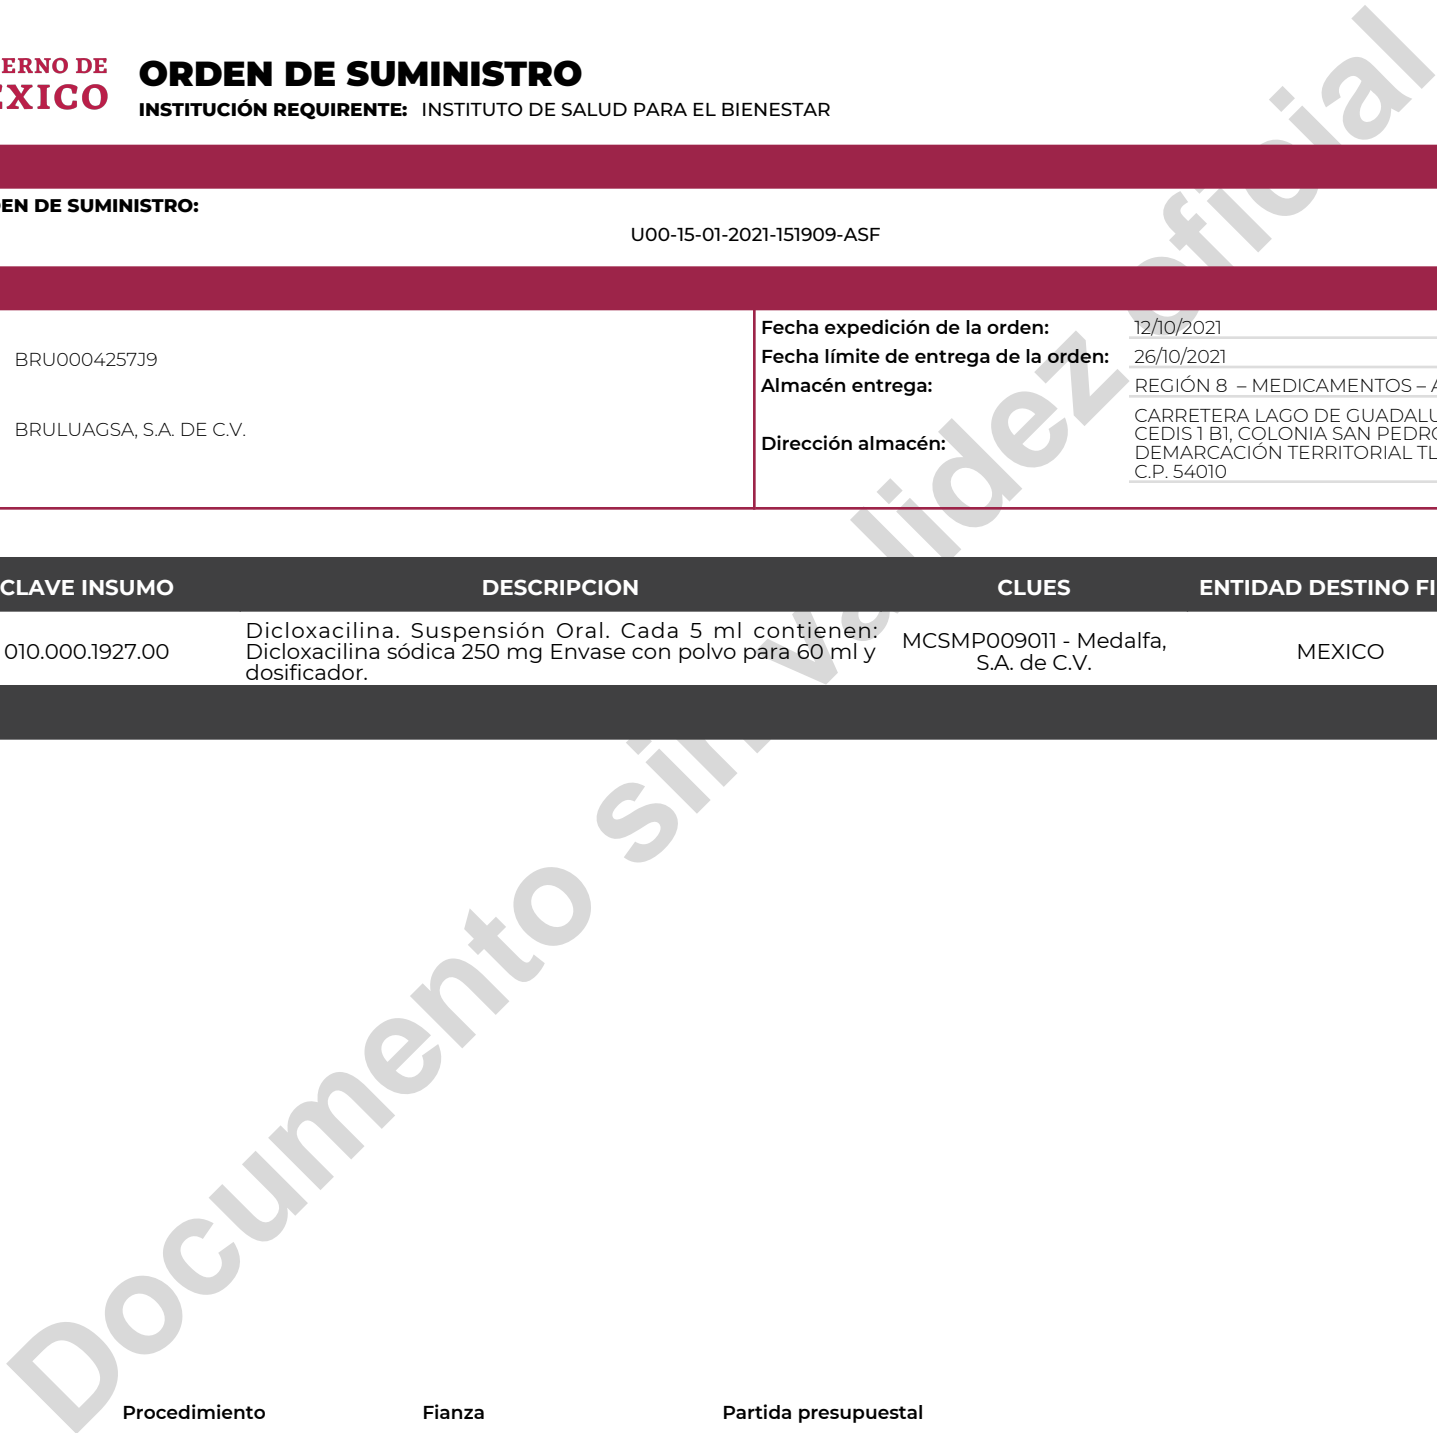 ERNO DE
ÉXICO
ORDEN DE SUMINISTRO
INSTITUCIÓN REQUIRENTE: INSTITUTO DE SALUD PARA EL BIENESTAR
EN DE SUMINISTRO:
U00-15-01-2021-151909-ASF
BRU0004257J9
BRULUAGSA, S.A. DE C.V.
Fecha expedición de la orden: 12/10/2021
Fecha límite de entrega de la orden: 26/10/2021
Almacén entrega: REGIÓN 8 – MEDICAMENTOS – A
Dirección almacén:
CARRETERA LAGO DE GUADALU
CEDIS 1 B1, COLONIA SAN PEDRO
DEMARCACIÓN TERRITORIAL TL
C.P. 54010
CLAVE INSUMO DESCRIPCION CLUES ENTIDAD DESTINO FI
010.000.1927.00
Dicloxacilina. Suspensión Oral. Cada 5 ml contienen:
Dicloxacilina sódica 250 mg Envase con polvo para 60 ml y
dosificador.
MCSMP009011 - Medalfa,
S.A. de C.V.
MEXICO
Documento sin validez oficial
Procedimiento Fianza Partida presupuestal